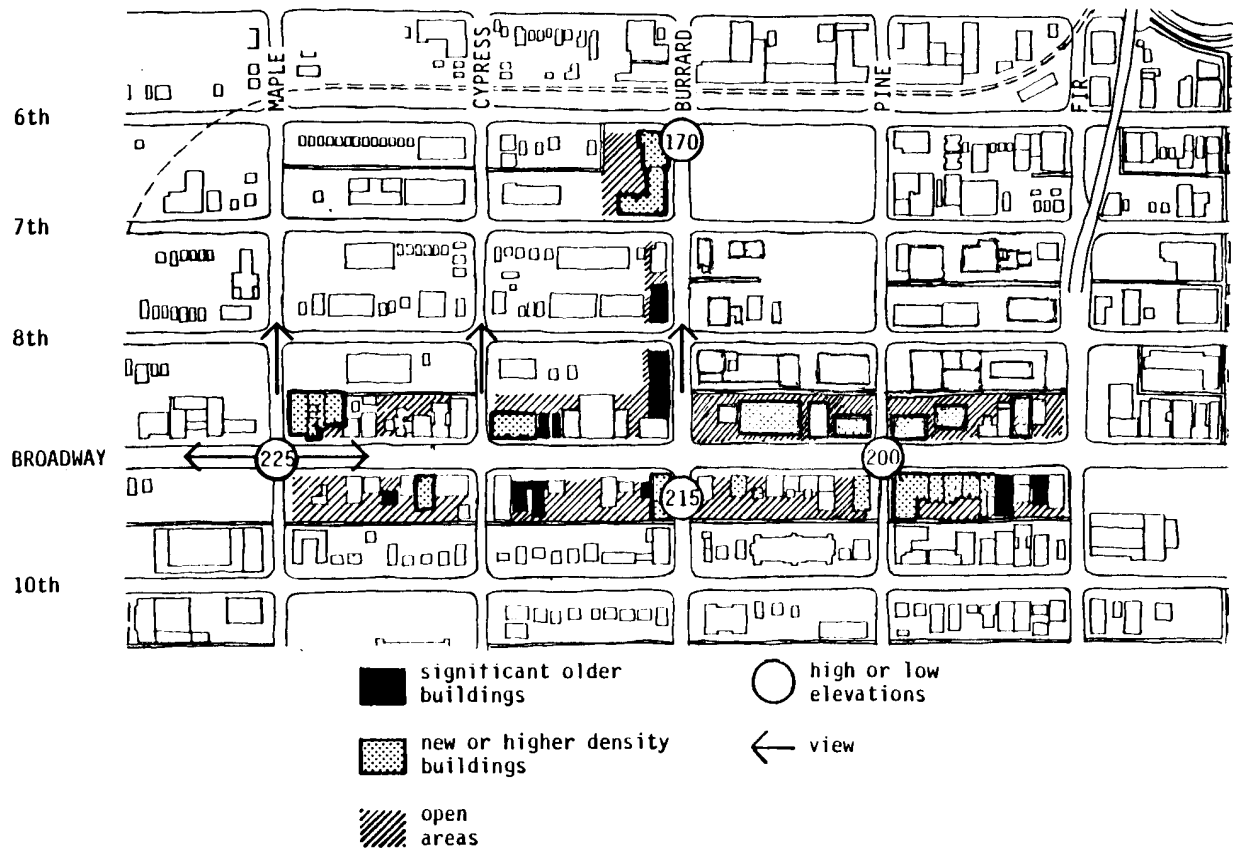 MAPLE
CYPRESS
BURRARD
PINE
FIR
6th
170
7th
8th
BROADWAY
225
200
215
10th
significant older
buildings
high or low
elevations
new or higher density
buildings
view
open
areas